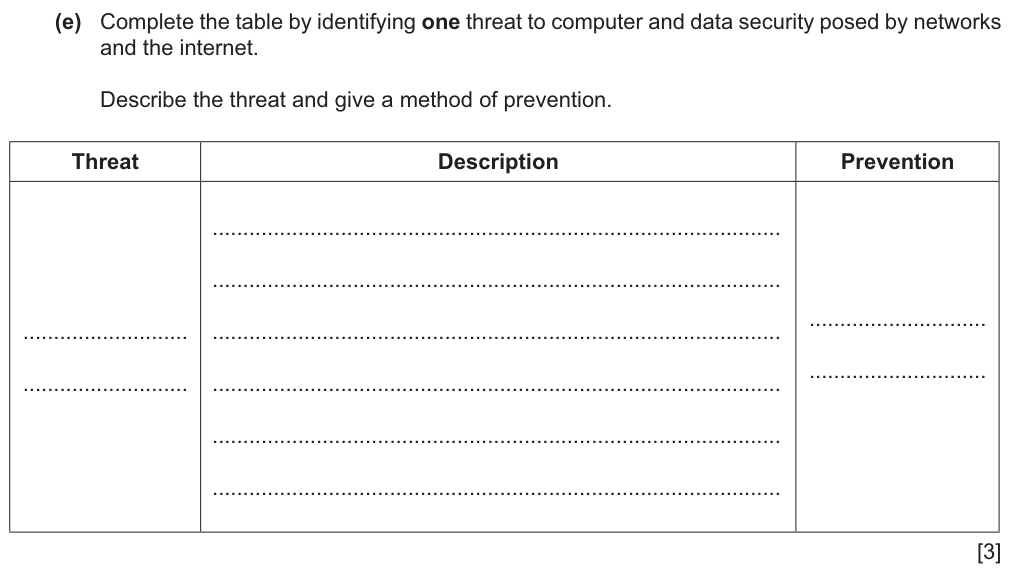 (e) Complete the table by identifying one threat to computer and data security posed by networks
and the internet.
Describe the threat and give a method of prevention.
Threat Description Prevention
[3]